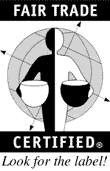 FAIR TRADE
CERTIFIED®
Look for the label!